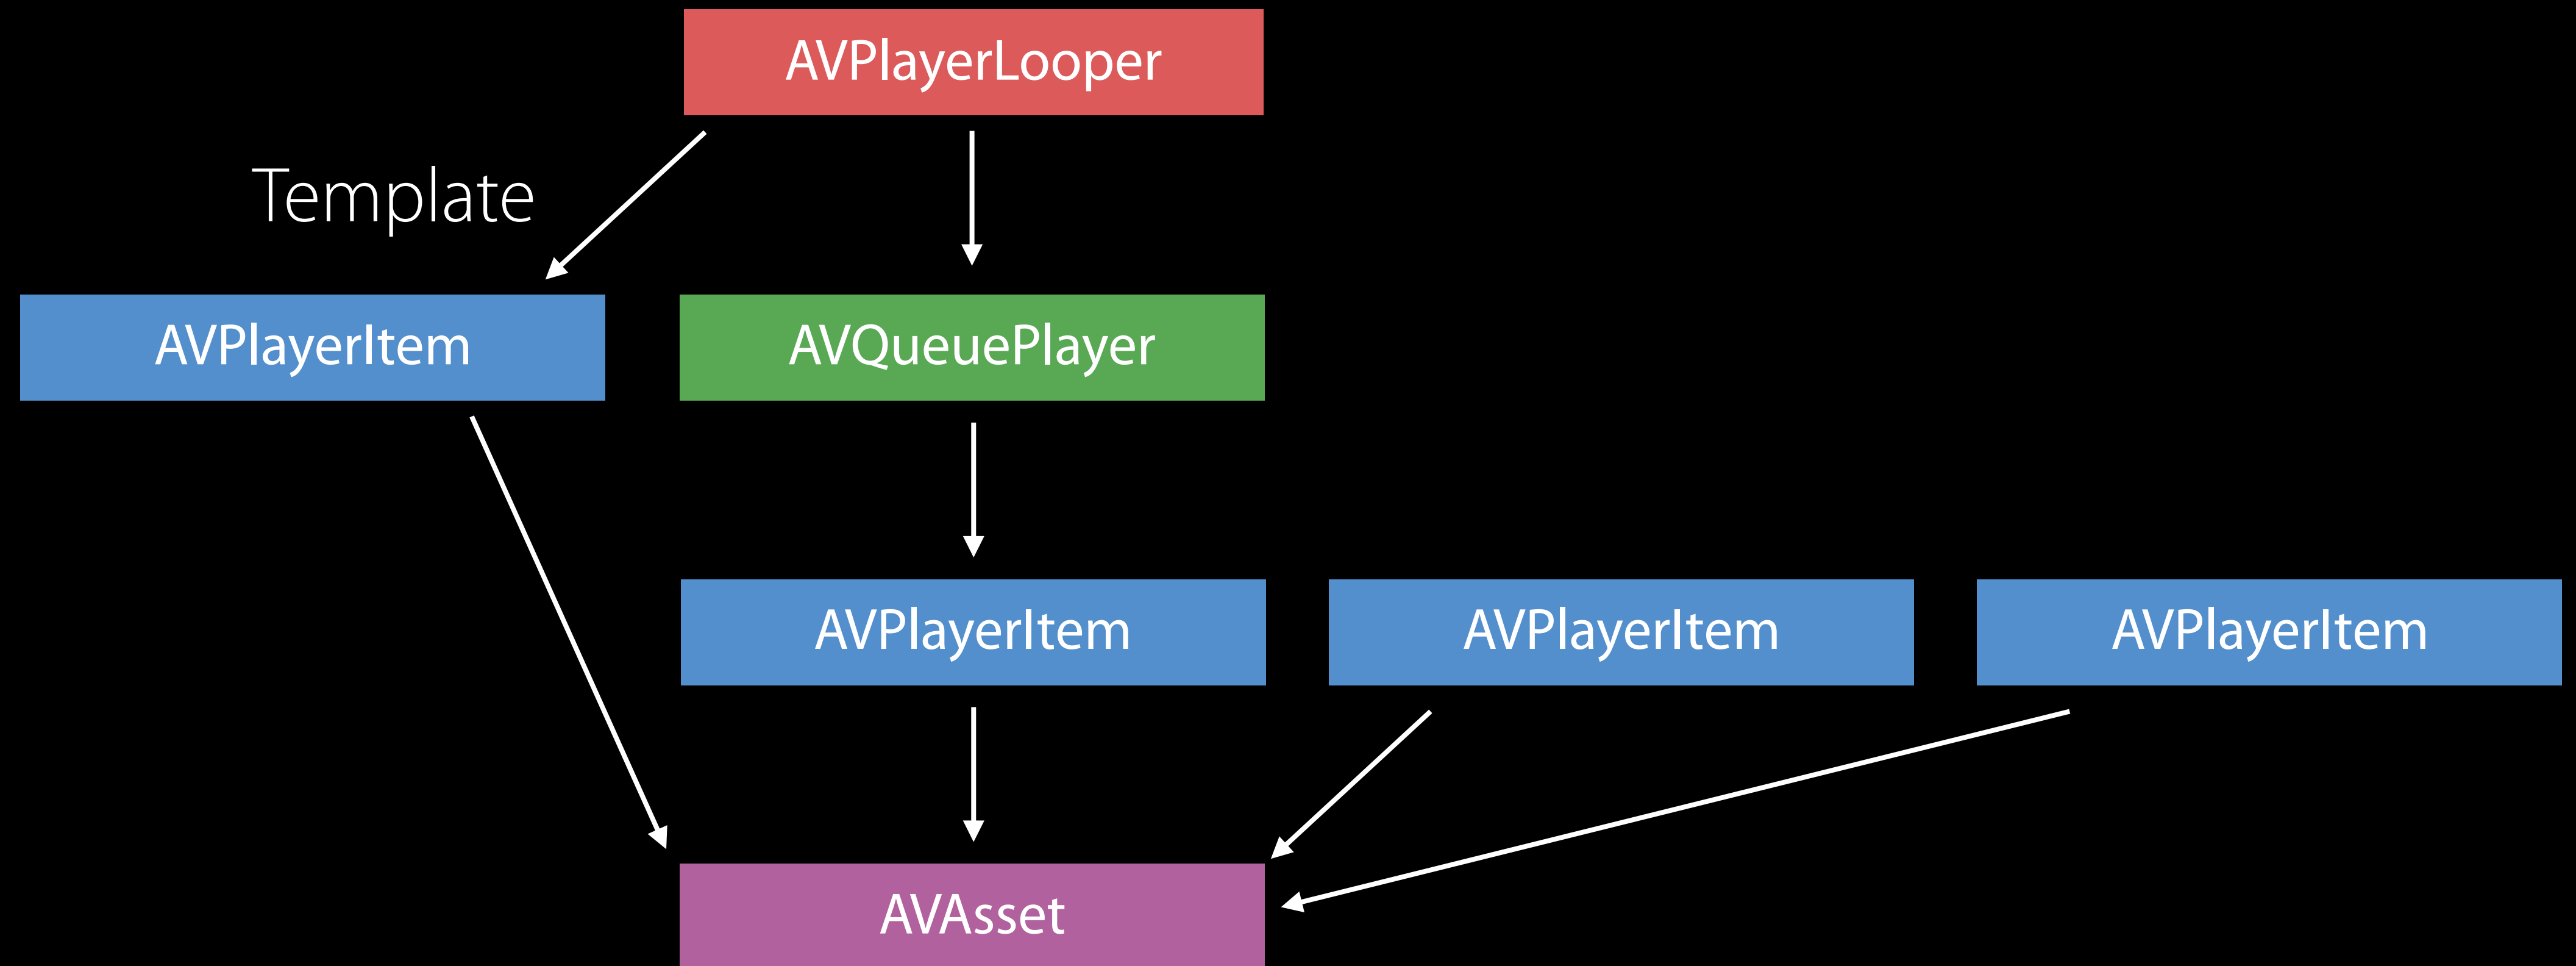 AVPlayerLooper
Template
AVPlayerItem
AVQueuePlayer
AVPlayerItem
AVPlayerItem
AVPlayerItem
AVAsset